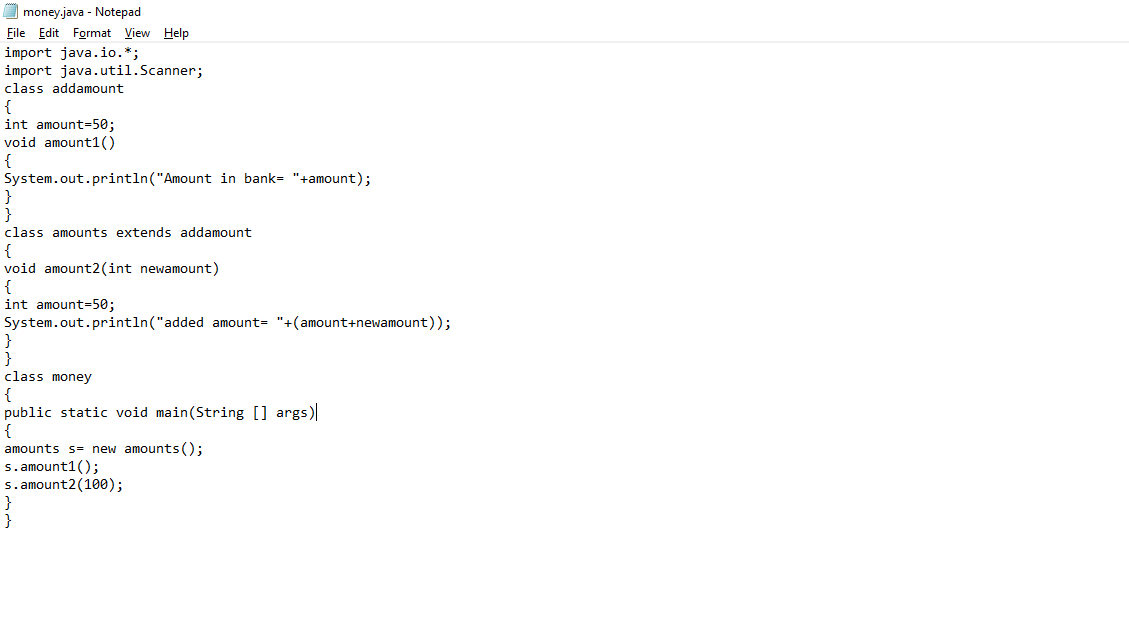 money.java - Notepad
File Edit Format View Help
import java.io.*;
import java.util.Scanner;
class addamount
{
int amount=50;
void amount1()
{
System.out.println("Amount in bank= "+amount);
}
}
class amounts extends addamount
{
void amount2(int newamount)
{
int amount=50;
System.out.println("added amount= "+(amount+newamount));
}
}
class money
{
public static void main(String [] args)
{
amounts s= new amounts();
s.amount1();
s.amount2(100);
}
}